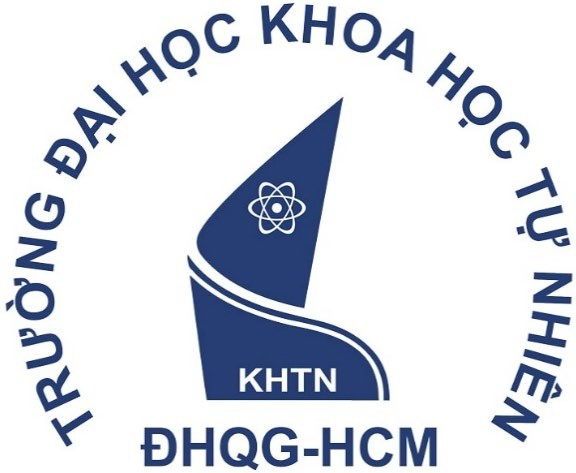 TRƯỜNG ĐẠI HỌC KHOA HỌC TỰ NHIÊN
KHTN
ĐHQG-HCM